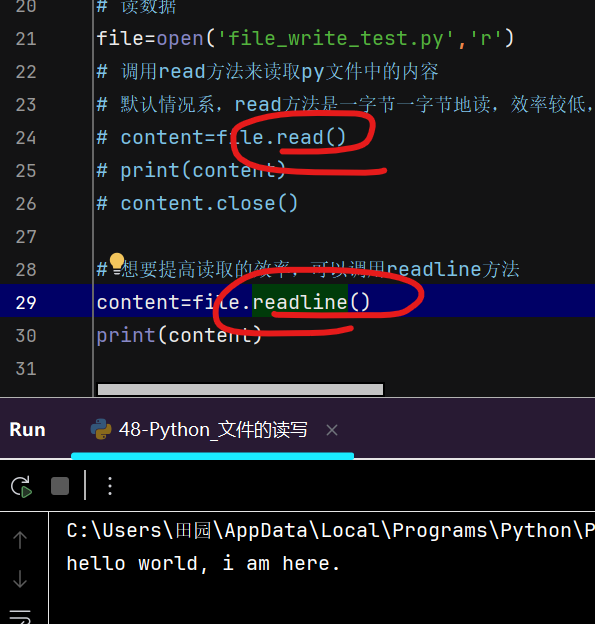 20 # 读数据
21 file=open('file_write_test.py','r')
22 # 调用read方法来读取py文件中的内容
23 # 默认情况系，read方法是一字节一字节地读，效率较低，
24 # content=file.read()
25 # print(content)
26 # content.close()
27
28 # 想要提高读取的效率，可以调用readline方法
29 content=file.readline()
30 print(content)
31
Run 48-Python_文件的读写
C:\Users\田园\AppData\Local\Programs\Python\P
hello world, i am here.